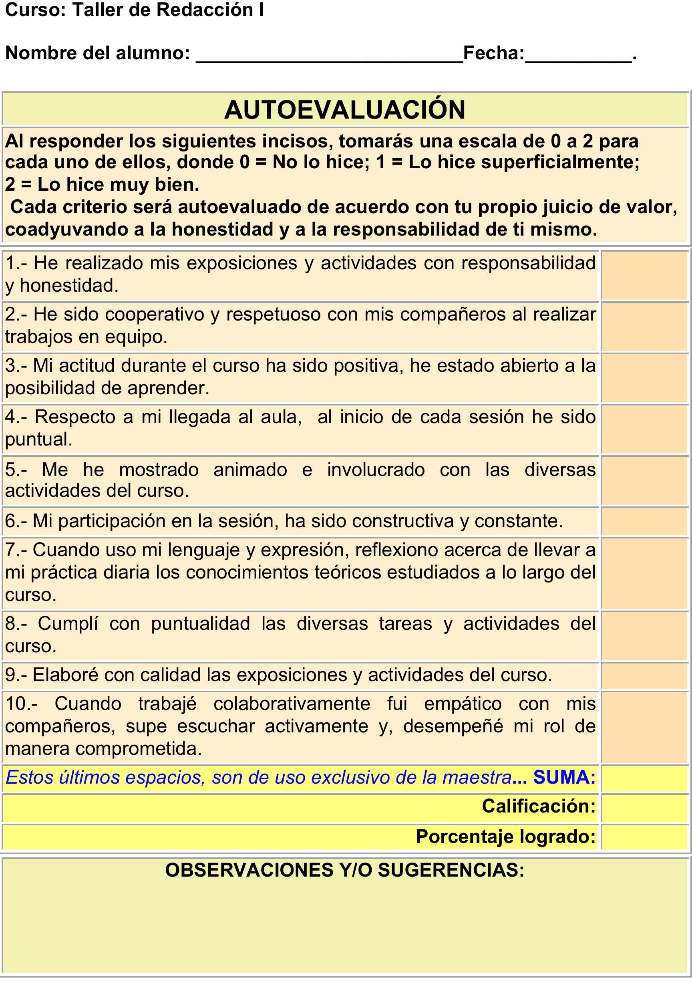 Curso: Taller de Redacción I
Nombre del alumno: _________________________Fecha:__________.
AUTOEVALUACIÓN
Al responder los siguientes incisos, tomarás una escala de 0 a 2 para
cada uno de ellos, donde 0 = No lo hice; 1 = Lo hice superficialmente;
2 = Lo hice muy bien.
Cada criterio será autoevaluado de acuerdo con tu propio juicio de valor,
coadyuvando a la honestidad y a la responsabilidad de ti mismo.
1.- He realizado mis exposiciones y actividades con responsabilidad
y honestidad.
2.- He sido cooperativo y respetuoso con mis compañeros al realizar
trabajos en equipo.
3.- Mi actitud durante el curso ha sido positiva, he estado abierto a la
posibilidad de aprender.
4.- Respecto a mi llegada al aula, al inicio de cada sesión he sido
puntual.
5.- Me he mostrado animado e involucrado con las diversas
actividades del curso.
6.- Mi participación en la sesión, ha sido constructiva y constante.
7.- Cuando uso mi lenguaje y expresión, reflexiono acerca de llevar a
mi práctica diaria los conocimientos teóricos estudiados a lo largo del
curso.
8.- Cumplí con puntualidad las diversas tareas y actividades del
curso.
9.- Elaboré con calidad las exposiciones y actividades del curso.
10.- Cuando trabajé colaborativamente fui empático con mis
compañeros, supe escuchar activamente y, desempeñé mi rol de
manera comprometida.
Estos últimos espacios, son de uso exclusivo de la maestra... SUMA:
Calificación:
Porcentaje logrado:
OBSERVACIONES Y/O SUGERENCIAS: